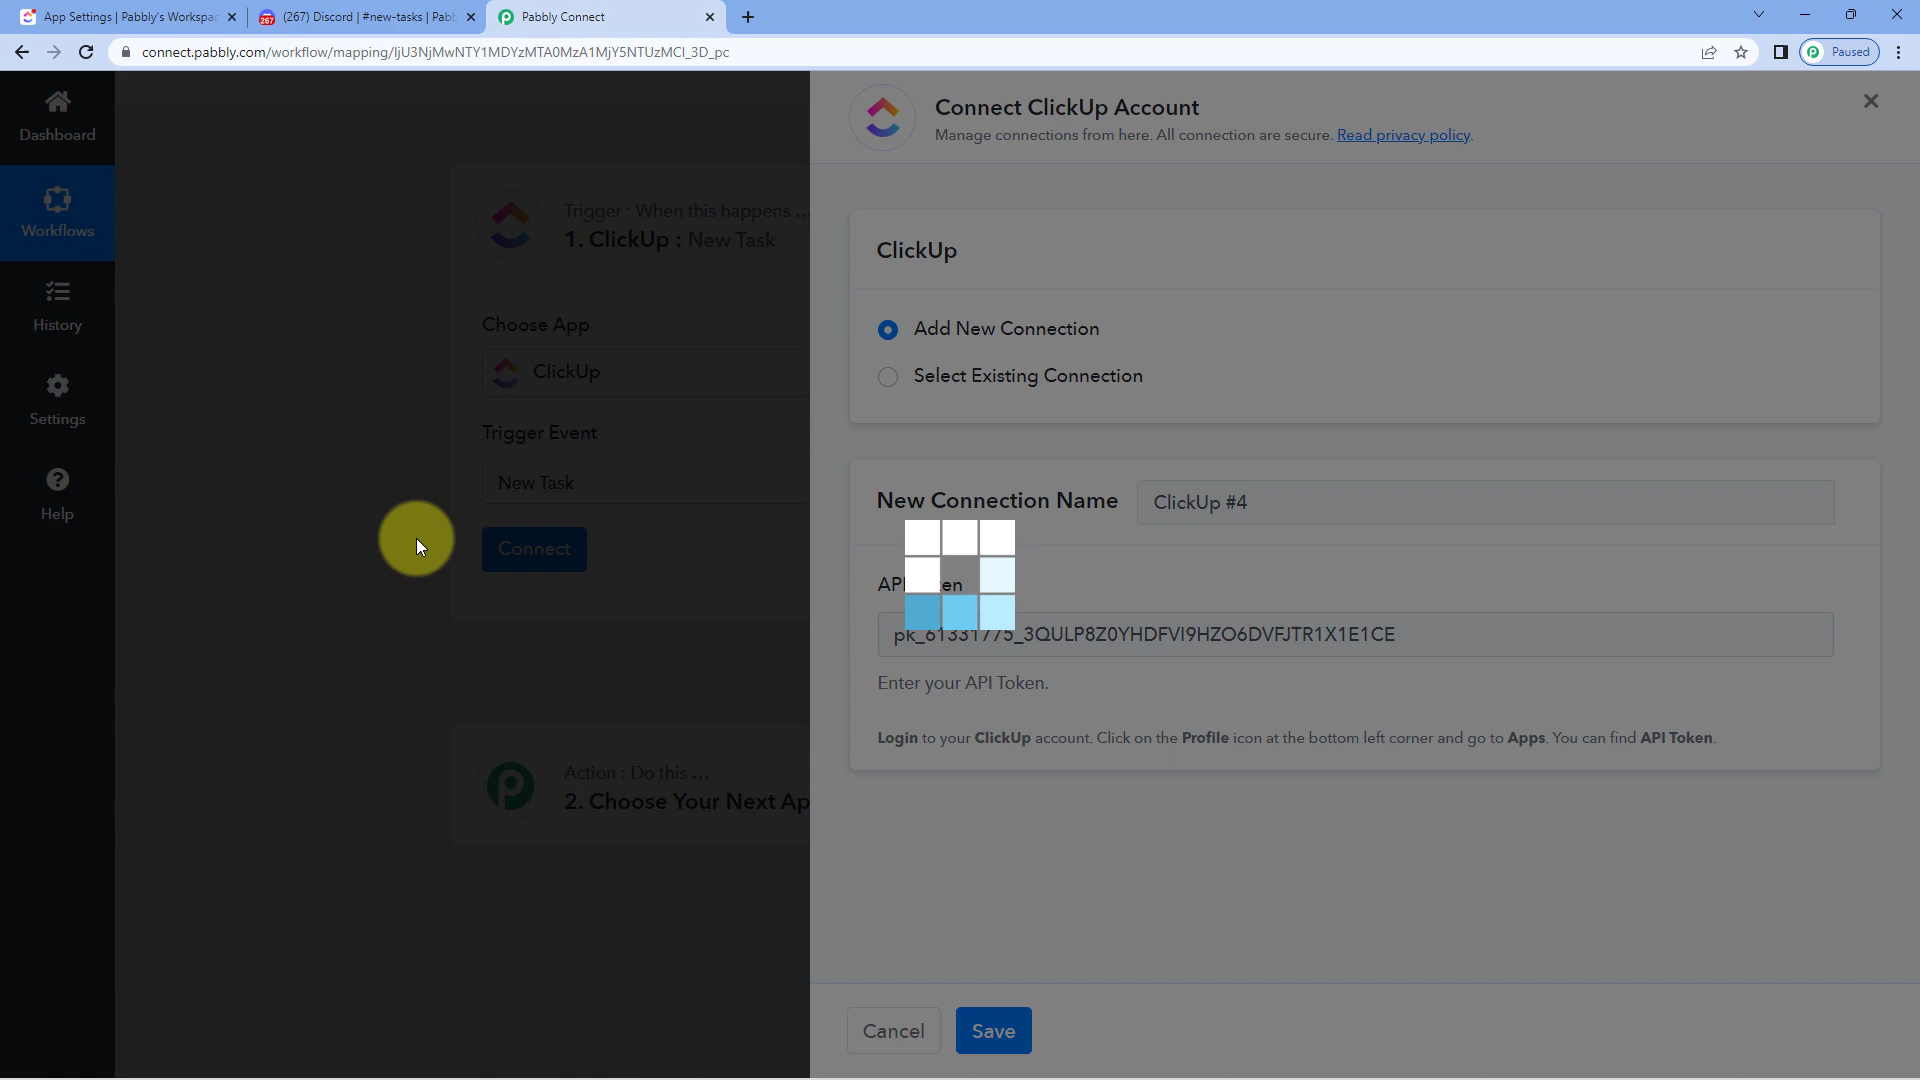 App Settings | Pabbly's Workspac
(267) Discord | #new-tasks | Pabb
Pabbly Connect
connect.pabbly.com/workflow/mapping/IjU3NjMwNTY1MDYzMTA0MzA1MjY5NTUzMCI_3D_pc
Paused
Dashboard
Workflows
History
Settings
Help
Trigger : When this happens ...
1. ClickUp : New Task
Choose App
ClickUp
Trigger Event
New Task
Connect
Action : Do this ...
2. Choose Your Next Ap
Connect ClickUp Account
Manage connections from here. All connection are secure. Read privacy policy.
ClickUp
Add New Connection
Select Existing Connection
New Connection Name
ClickUp #4
pk_61331775_3QULP8Z0YHDFVI9HZO6DVFJTR1X1E1CE
Enter your API Token.
Login to your ClickUp account. Click on the Profile icon at the bottom left corner and go to Apps. You can find API Token.
Cancel
Save